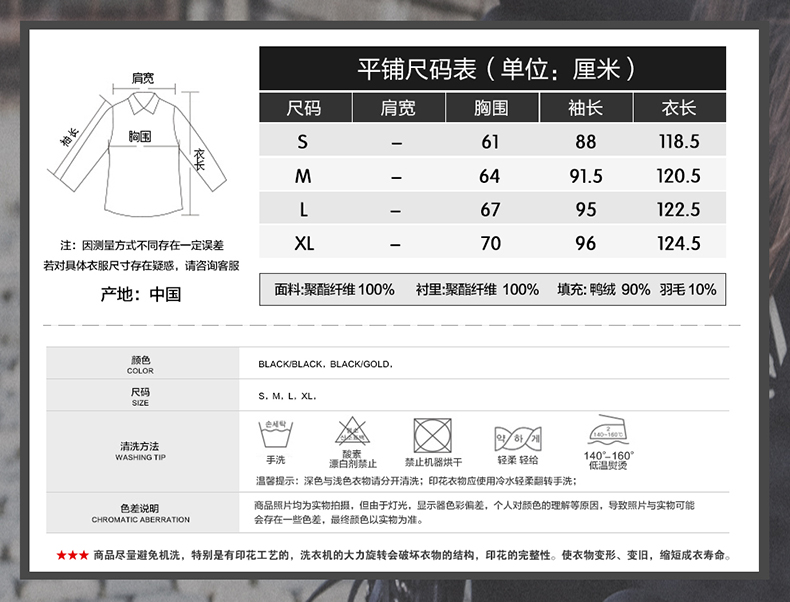 肩宽
袖长
胸围
衣长
注：因测量方式不同存在一定误差
若对具体衣服尺寸存在疑惑，请咨询客服
产地：中国
平铺尺码表（单位：厘米）
尺码 肩宽 胸围 袖长 衣长
S – 61 88 118.5
M – 64 91.5 120.5
L – 67 95 122.5
XL – 70 96 124.5
面料:聚酯纤维100% 衬里:聚酯纤维 100% 填充: 鸭绒 90% 羽毛10%
颜色
COLOR
BLACK/BLACK，BLACK/GOLD，
尺码
SIZE
S，M，L，XL，
清洗方法
WASHING TIP
손세탁
약하게
2
140~160℃
手洗
酸素
漂白剂禁止
禁止机器烘干
轻柔 轻给
140°-160°
低温熨烫
温馨提示：深色与浅色衣物请分开清洗；印花衣物应使用冷水轻柔翻转手洗；
色差说明
CHROMATIC ABERRATION
商品照片均为实物拍摄，但由于灯光，显示器色彩偏差，个人对颜色的理解等原因，导致照片与实物可能
会存在一些色差，最终颜色以实物为准。
★★★ 商品尽量避免机洗，特别是有印花工艺的，洗衣机的大力旋转会破坏衣物的结构，印花的完整性。使衣物变形、变旧，缩短成衣寿命。